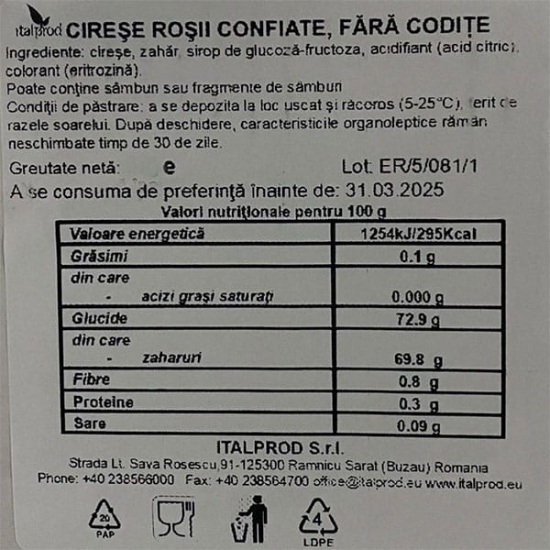 italprod CIREŞE ROŞII CONFIATE, FĂRĂ CODIȚE
Ingrediente: cireşe, zahăr, sirop de glucoză-fructoza, acidifiant (acid citric),
colorant (eritrozină).
Poate conține sâmburi sau fragmente de sâmburi
Condiții de păstrare: a se depozita la loc uscat şi răcoros (5-25°C), ferit de
razele soarelui. După deschidere, caracteristicile organoleptice rămân
neschimbate timp de 30 de zile.
Greutate netă: e Lot: ER/5/081/1
A se consuma de preferință înainte de: 31.03.2025
Valori nutriționale pentru 100 g
Valoare energetică 1254kJ/295Kcal
Grăsimi 0.1 g
din care
- acizi graşi saturați 0.000 g
Glucide 72.9 g
din care
- zaharuri 69.8 g
Fibre 0.8 g
Proteine 0.3 g
Sare 0.09 g
ITALPROD S.r.l.
Strada Lt. Sava Rosescu,91-125300 Ramnicu Sarat (Buzau) Romania
Phone: +40 238566000 Fax: +40 238564700 office@italprod.eu www.italprod.eu
20 4
PAP LDPE